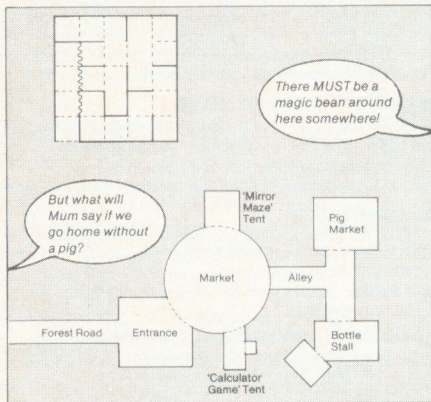 There MUST be a
magic bean around
here somewhere!
But what will
Mum say if we
go home without
a pig?
'Mirror
Maze'
Tent
Pig
Market
Market
Alley
Forest Road
Entrance
Bottle
Stall
'Calculator
Game' Tent